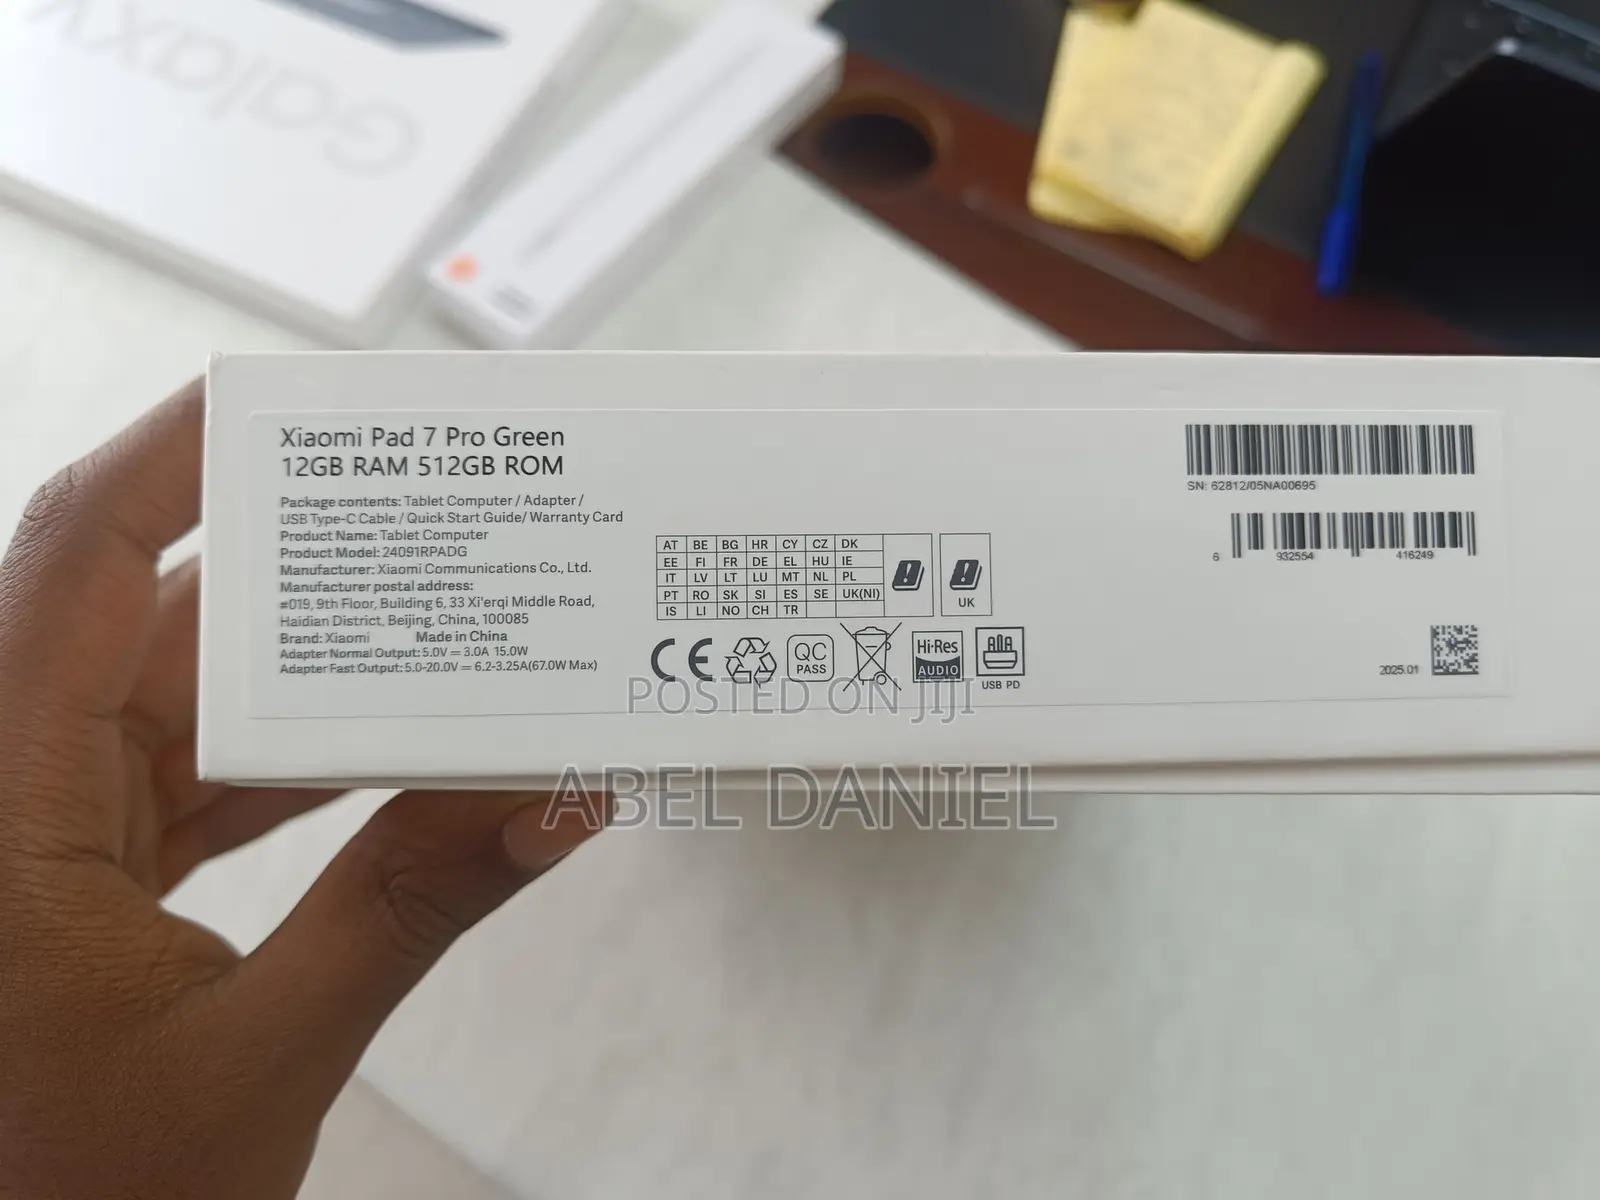 Galaxy
Xiaomi Pad 7 Pro Green
12GB RAM 512GB ROM
Package contents: Tablet Computer / Adapter /
USB Type-C Cable / Quick Start Guide/ Warranty Card
Product Name: Tablet Computer
Product Model: 24091RPADG
Manufacturer: Xiaomi Communications Co., Ltd.
Manufacturer postal address:
#019, 9th Floor, Building 6, 33 Xi'erqi Middle Road,
Haidian District, Beijing, China, 100085
Brand: Xiaomi Made in China
Adapter Normal Output: 5.0V ⎓ 3.0A 15.0W
Adapter Fast Output: 5.0-20.0V ⎓ 6.2-3.25A(67.0W Max)
AT BE BG HR CY CZ DK
EE FI FR DE EL HU IE
IT LV LT LU MT NL PL
PT RO SK SI ES SE UK(NI)
IS LI NO CH TR
UK
CE
QC
PASS
Hi-Res
AUDIO
USB PD
SN: 62812/05NA00695
6 932554 416249
2025.01
POSTED ON JIJI
ABEL DANIEL